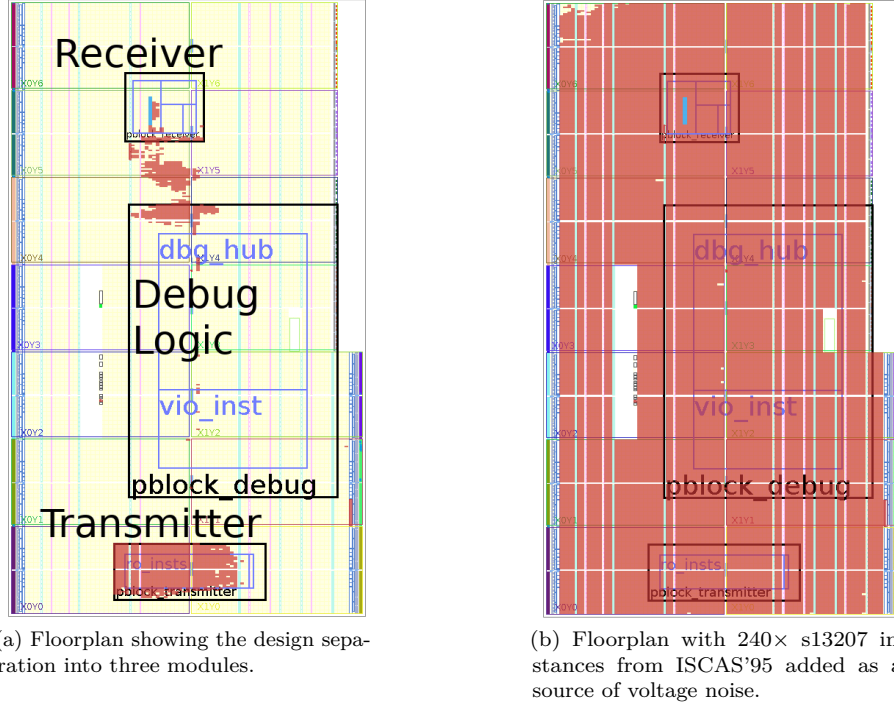 Receiver
X0Y6
pblock_receiver
X0Y5
X1Y5
dbg_hub
X0Y4
X1Y4
Debug
Logic
X0Y3
vio_inst
X0Y2
X1Y2
pblock_debug
X0Y1
Transmitter
ro_insts
pblock_transmitter
X0Y0
X1Y0
(a) Floorplan showing the design sepa-
ration into three modules.
X0Y6
pblock_receiver
X0Y5
X1Y5
dbg_hub
X0Y4
X1Y4
X0Y3
X1Y3
vio_inst
X0Y2
X1Y2
pblock_debug
X0Y1
X1Y1
ro_insts
pblock_transmitter
X0Y0
X1Y0
(b) Floorplan with 240× s13207 in-
stances from ISCAS'95 added as a
source of voltage noise.